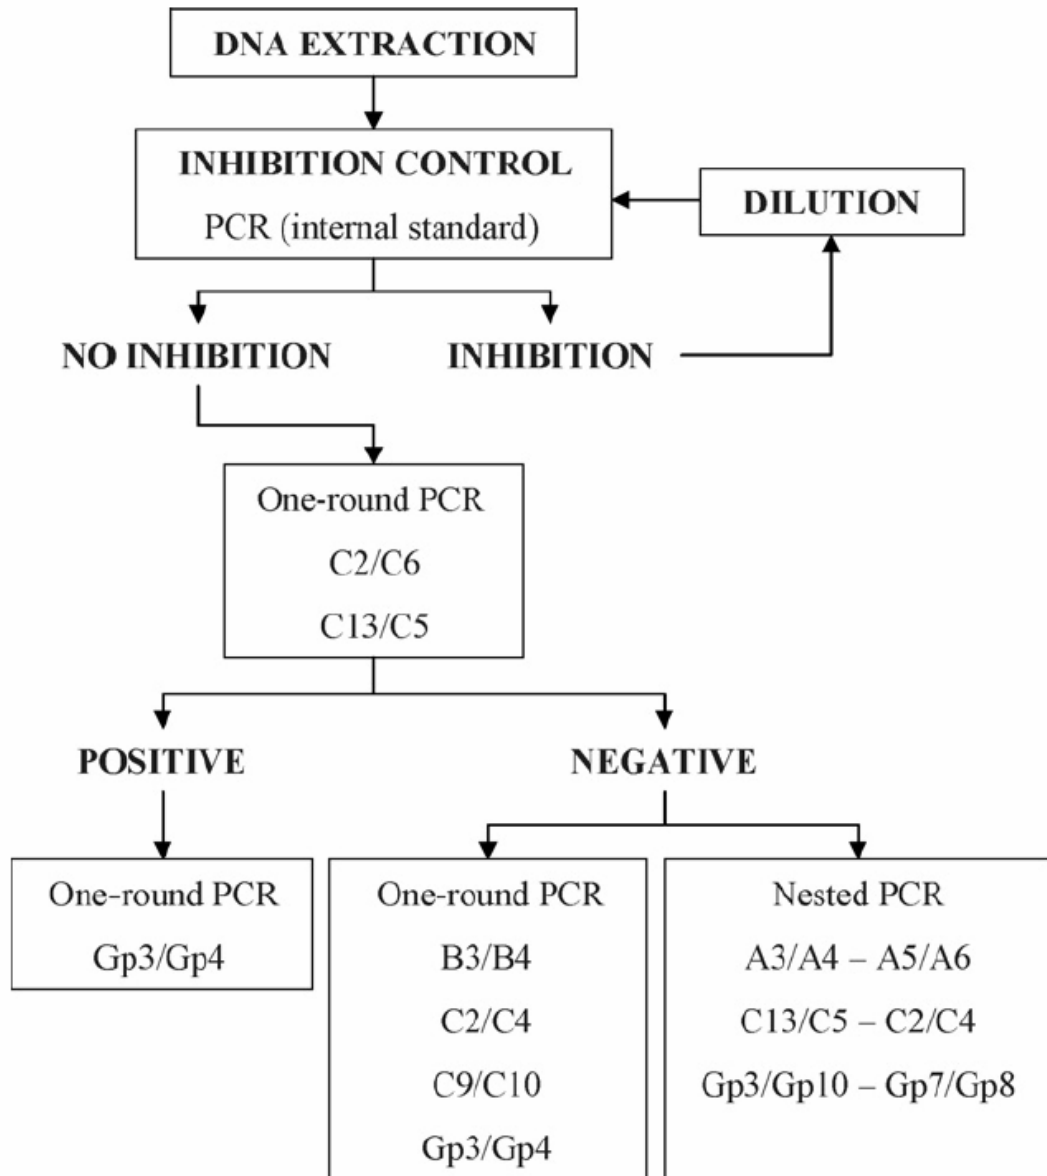 DNA EXTRACTION
INHIBITION CONTROL
PCR (internal standard)
DILUTION
NO INHIBITION
INHIBITION
One-round PCR
C2/C6
C13/C5
POSITIVE
NEGATIVE
One-round PCR
Gp3/Gp4
One-round PCR
B3/B4
C2/C4
C9/C10
Gp3/Gp4
Nested PCR
A3/A4 – A5/A6
C13/C5 – C2/C4
Gp3/Gp10 – Gp7/Gp8